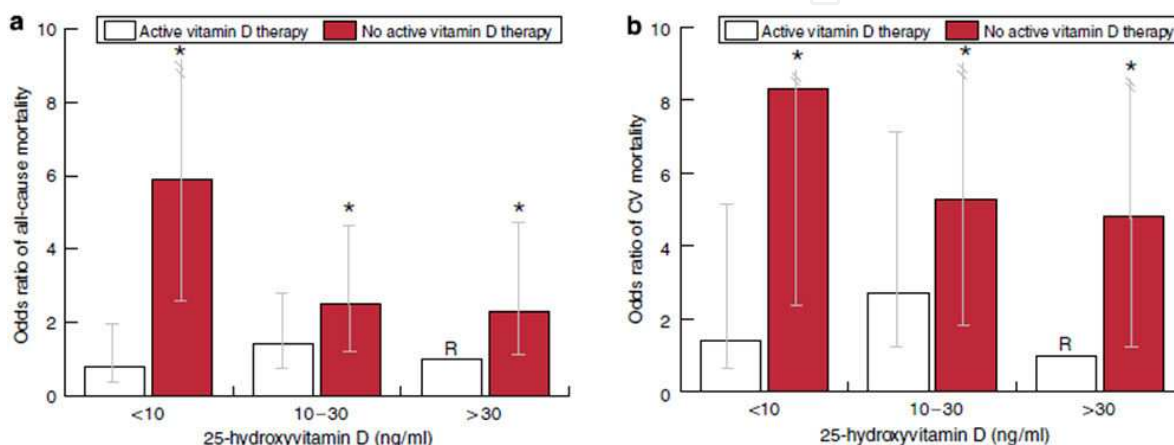 a
Active vitamin D therapy
No active vitamin D therapy
Odds ratio of all-cause mortality
10
8
6
4
2
0
*
*
*
R
<10
10–30
>30
25-hydroxyvitamin D (ng/ml)
b
Active vitamin D therapy
No active vitamin D therapy
Odds ratio of CV mortality
10
8
6
4
2
0
*
*
*
R
<10
10–30
>30
25-hydroxyvitamin D (ng/ml)